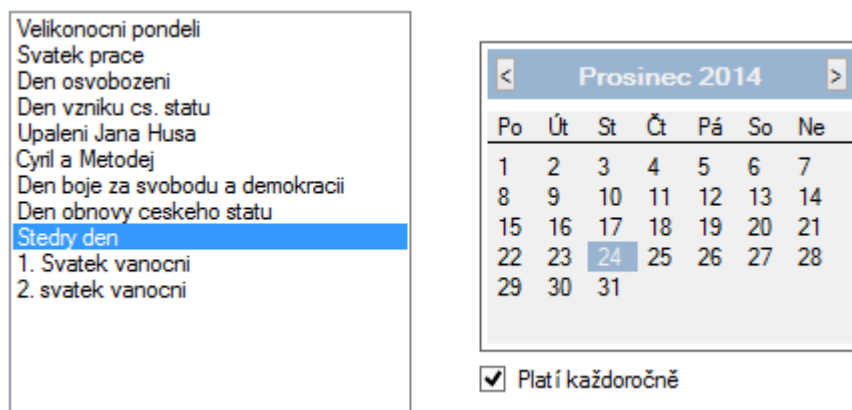 Velikonocni pondeli
Svatek prace
Den osvobozeni
Den vzniku cs. statu
Upaleni Jana Husa
Cyril a Metodej
Den boje za svobodu a demokracii
Den obnovy ceskeho statu
Stedry den
1. Svatek vanocni
2. svatek vanocni
< Prosinec 2014 >
Po Út St Čt Pá So Ne
1 2 3 4 5 6 7
8 9 10 11 12 13 14
15 16 17 18 19 20 21
22 23 24 25 26 27 28
29 30 31
Platí každoročně